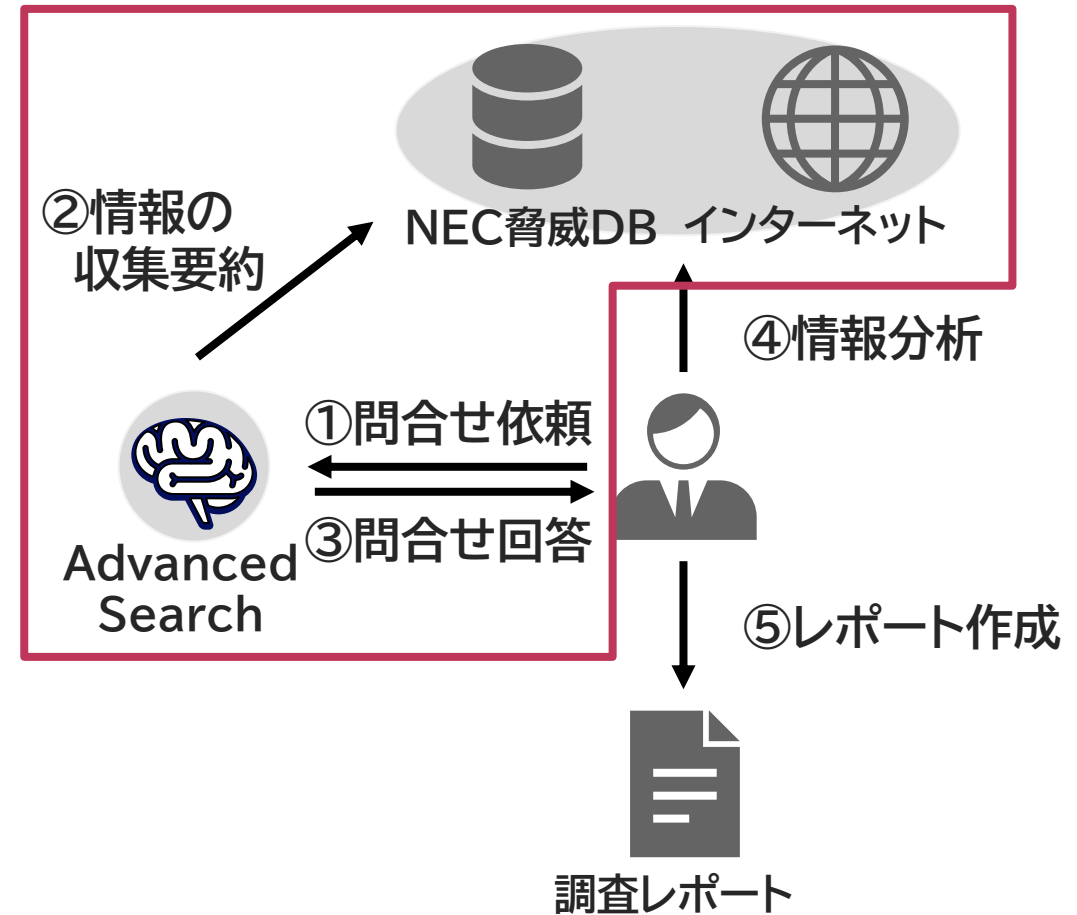 ②情報の
収集要約
NEC脅威DB インターネット
④情報分析
①問合せ依頼
③問合せ回答
Advanced
Search
⑤レポート作成
調査レポート